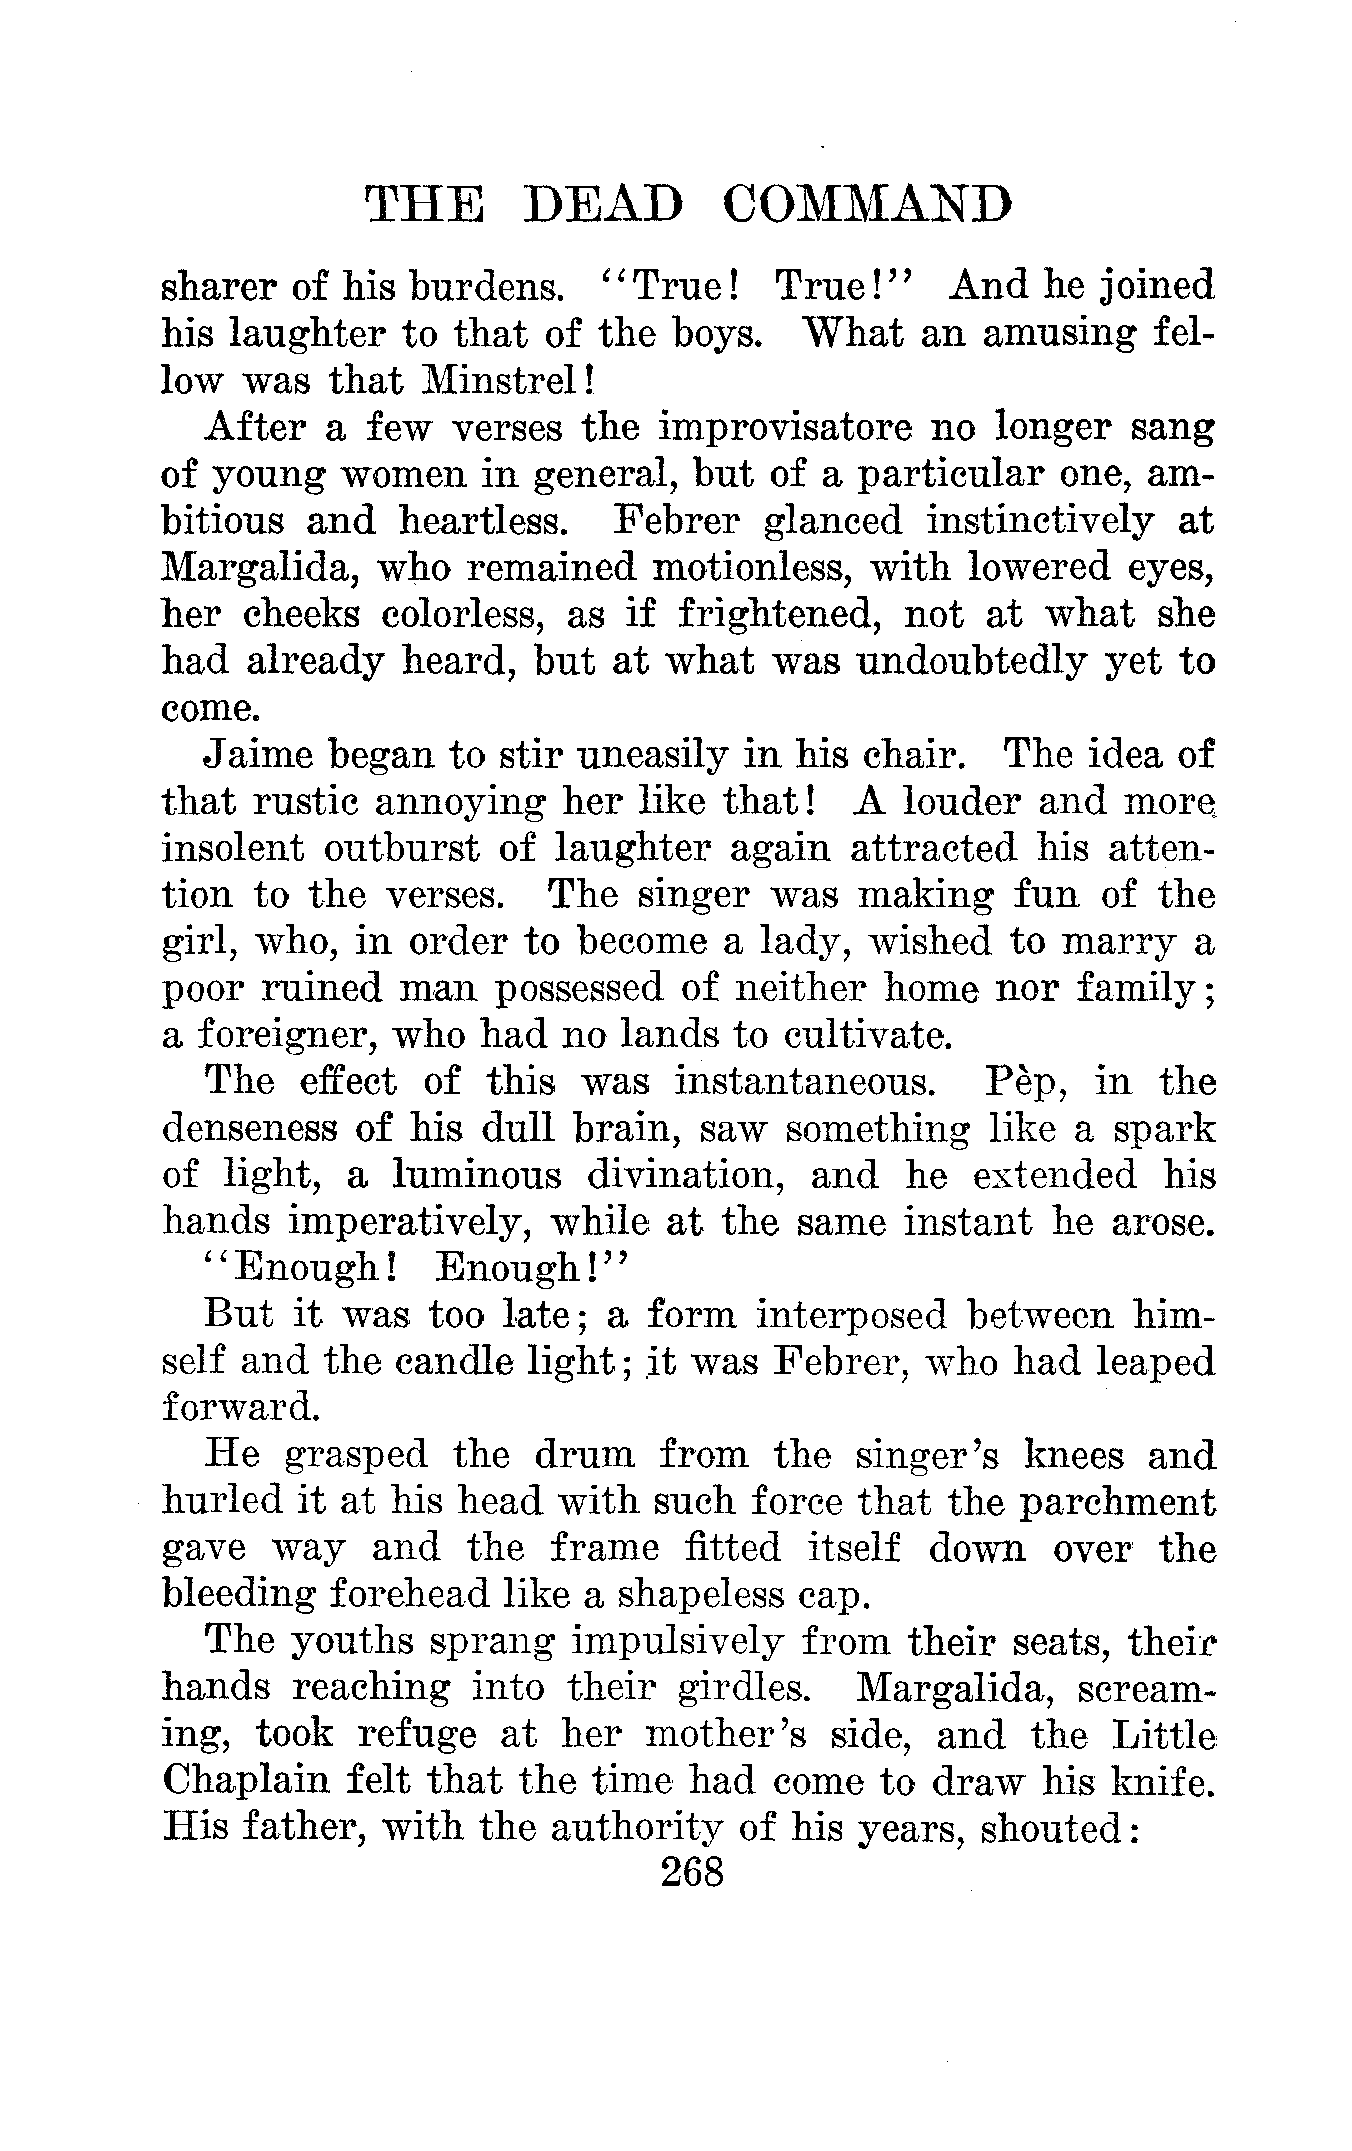 THE DEAD COMMAND
sharer of his burdens. "True! True!" And he joined
his laughter to that of the boys. What an amusing fel-
low was that Minstrel!
After a few verses the improvisatore no longer sang
of young women in general, but of a particular one, am-
bitious and heartless. Febrer glanced instinctively at
Margalida, who remained motionless, with lowered eyes,
her cheeks colorless, as if frightened, not at what she
had already heard, but at what was undoubtedly yet to
come.
Jaime began to stir uneasily in his chair. The idea of
that rustic annoying her like that! A louder and more
insolent outburst of laughter again attracted his atten-
tion to the verses. The singer was making fun of the
girl, who, in order to become a lady, wished to marry a
poor ruined man possessed of neither home nor family;
a foreigner, who had no lands to cultivate.
The effect of this was instantaneous. Pèp, in the
denseness of his dull brain, saw something like a spark
of light, a luminous divination, and he extended his
hands imperatively, while at the same instant he arose.
"Enough! Enough!"
But it was too late; a form interposed between him-
self and the candle light; it was Febrer, who had leaped
forward.
He grasped the drum from the singer's knees and
hurled it at his head with such force that the parchment
gave way and the frame fitted itself down over the
bleeding forehead like a shapeless cap.
The youths sprang impulsively from their seats, their
hands reaching into their girdles. Margalida, scream-
ing, took refuge at her mother's side, and the Little
Chaplain felt that the time had come to draw his knife.
His father, with the authority of his years, shouted:
268